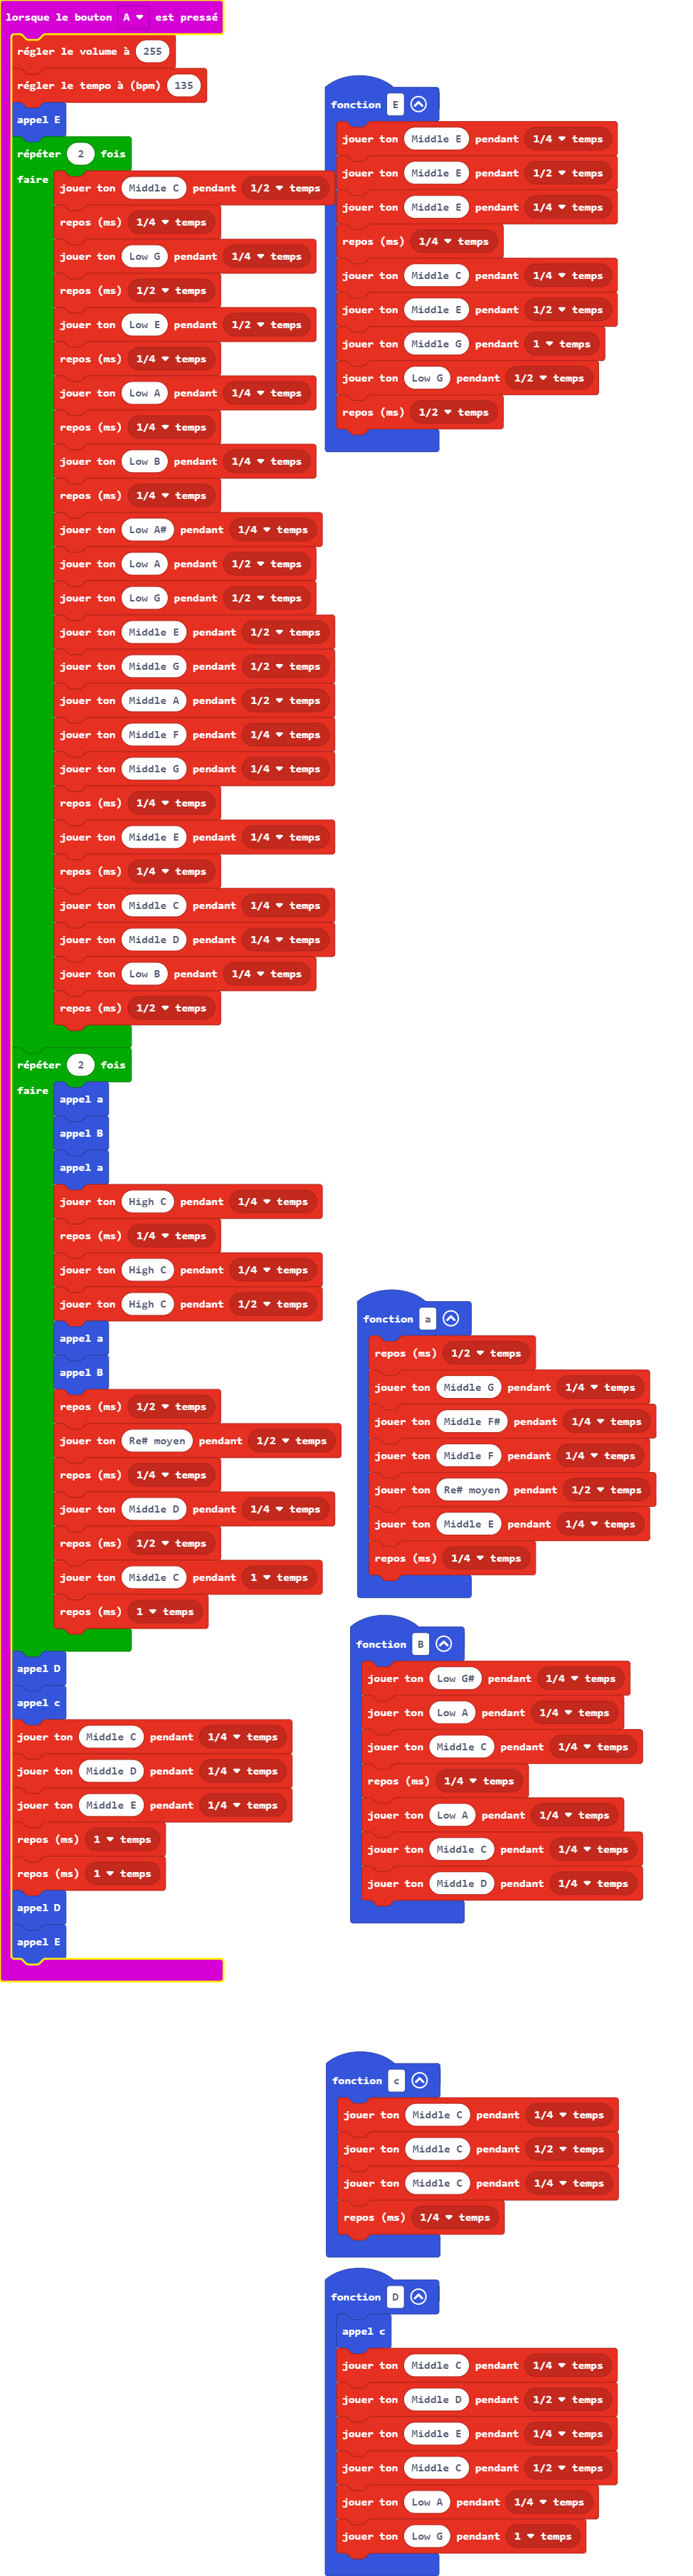 lorsque le bouton A est pressé
régler le volume à 255
régler le tempo à (bpm) 135
appel E
répéter 2 fois
faire
jouer ton Middle C pendant 1/2 temps
repos (ms) 1/4 temps
jouer ton Low G pendant 1/4 temps
repos (ms) 1/2 temps
jouer ton Low E pendant 1/2 temps
repos (ms) 1/4 temps
jouer ton Low A pendant 1/4 temps
repos (ms) 1/4 temps
jouer ton Low B pendant 1/4 temps
repos (ms) 1/4 temps
jouer ton Low A# pendant 1/4 temps
jouer ton Low A pendant 1/2 temps
jouer ton Low G pendant 1/2 temps
jouer ton Middle E pendant 1/2 temps
jouer ton Middle G pendant 1/2 temps
jouer ton Middle A pendant 1/2 temps
jouer ton Middle F pendant 1/4 temps
jouer ton Middle G pendant 1/4 temps
repos (ms) 1/4 temps
jouer ton Middle E pendant 1/4 temps
repos (ms) 1/4 temps
jouer ton Middle C pendant 1/4 temps
jouer ton Middle D pendant 1/4 temps
jouer ton Low B pendant 1/4 temps
repos (ms) 1/2 temps
répéter 2 fois
faire
appel a
appel B
appel a
jouer ton High C pendant 1/4 temps
repos (ms) 1/4 temps
jouer ton High C pendant 1/4 temps
jouer ton High C pendant 1/2 temps
appel a
appel B
repos (ms) 1/2 temps
jouer ton Re# moyen pendant 1/2 temps
repos (ms) 1/4 temps
jouer ton Middle D pendant 1/4 temps
repos (ms) 1/2 temps
jouer ton Middle C pendant 1 temps
repos (ms) 1 temps
appel D
appel c
jouer ton Middle C pendant 1/4 temps
jouer ton Middle D pendant 1/4 temps
jouer ton Middle E pendant 1/4 temps
repos (ms) 1 temps
repos (ms) 1 temps
appel D
appel E
fonction E
jouer ton Middle E pendant 1/4 temps
jouer ton Middle E pendant 1/2 temps
jouer ton Middle E pendant 1/4 temps
repos (ms) 1/4 temps
jouer ton Middle C pendant 1/4 temps
jouer ton Middle E pendant 1/2 temps
jouer ton Middle G pendant 1 temps
jouer ton Low G pendant 1/2 temps
repos (ms) 1/2 temps
fonction a
repos (ms) 1/2 temps
jouer ton Middle G pendant 1/4 temps
jouer ton Middle F# pendant 1/4 temps
jouer ton Middle F pendant 1/4 temps
jouer ton Re# moyen pendant 1/2 temps
jouer ton Middle E pendant 1/4 temps
repos (ms) 1/4 temps
fonction B
jouer ton Low G# pendant 1/4 temps
jouer ton Low A pendant 1/4 temps
jouer ton Middle C pendant 1/4 temps
repos (ms) 1/4 temps
jouer ton Low A pendant 1/4 temps
jouer ton Middle C pendant 1/4 temps
jouer ton Middle D pendant 1/4 temps
fonction c
jouer ton Middle C pendant 1/4 temps
jouer ton Middle C pendant 1/2 temps
jouer ton Middle C pendant 1/4 temps
repos (ms) 1/4 temps
fonction D
appel c
jouer ton Middle C pendant 1/4 temps
jouer ton Middle D pendant 1/2 temps
jouer ton Middle E pendant 1/4 temps
jouer ton Middle C pendant 1/2 temps
jouer ton Low A pendant 1/4 temps
jouer ton Low G pendant 1 temps